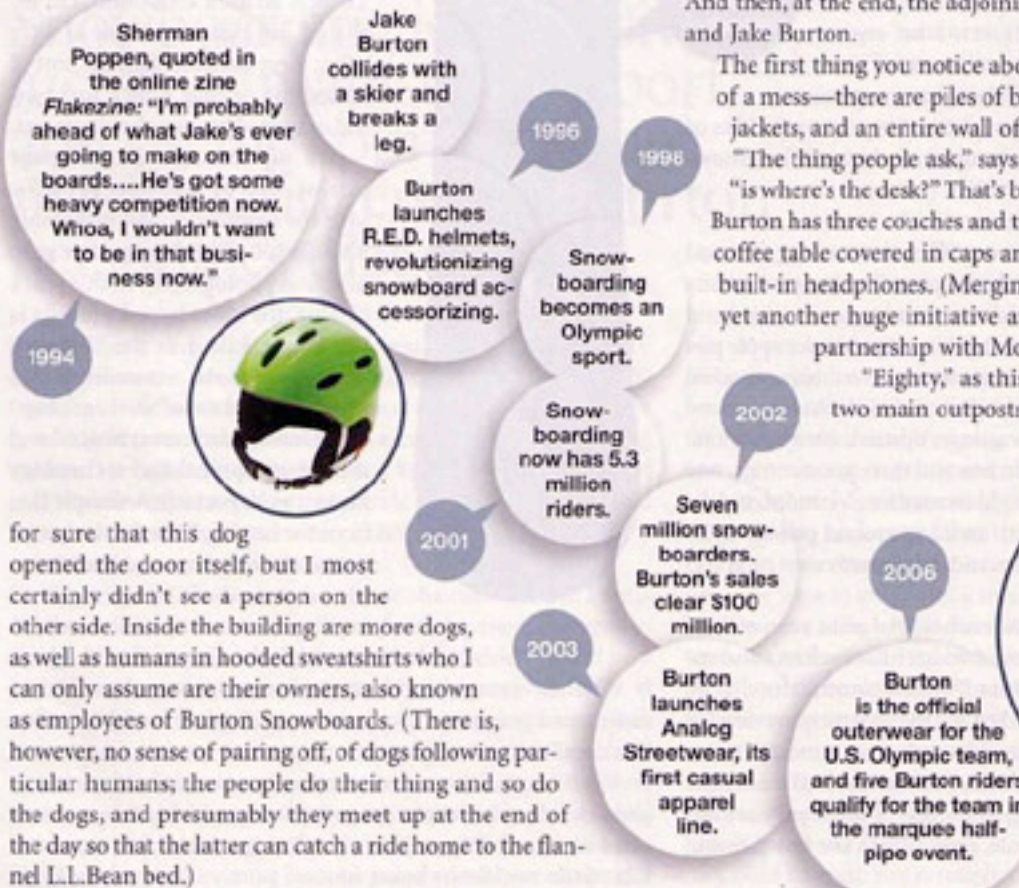 Sherman
Poppen, quoted in
the online zine
Flakezine: "I'm probably
ahead of what Jake's ever
going to make on the
boards....He's got some
heavy competition now.
Whoa, I wouldn't want
to be in that busi-
ness now."
1994
Jake
Burton
collides with
a skier and
breaks a
leg.
Burton
launches
R.E.D. helmets,
revolutionizing
snowboard ac-
cessorizing.
1996
1998
Snow-
boarding
becomes an
Olympic
sport.
Snow-
boarding
now has 5.3
million
riders.
2001
2002
Seven
million snow-
boarders.
Burton's sales
clear $100
million.
2003
Burton
launches
Analog
Streetwear, its
first casual
apparel
line.
2006
Burton
is the official
outerwear for the
U.S. Olympic team,
and five Burton riders
qualify for the team in
the marquee half-
pipe event.
for sure that this dog
opened the door itself, but I most
certainly didn't see a person on the
other side. Inside the building are more dogs,
as well as humans in hooded sweatshirts who I
can only assume are their owners, also known
as employees of Burton Snowboards. (There is,
however, no sense of pairing off, of dogs following par-
ticular humans; the people do their thing and so do
the dogs, and presumably they meet up at the end of
the day so that the latter can catch a ride home to the flan-
nel L.L.Bean bed.)
And then, at the end, the adjoini
and Jake Burton.
The first thing you notice abo
of a mess—there are piles of b
jackets, and an entire wall of
"The thing people ask," says
"is where's the desk?" That's b
Burton has three couches and t
coffee table covered in caps an
built-in headphones. (Mergin
yet another huge initiative a
partnership with Mo
"Eighty," as this
two main outposts